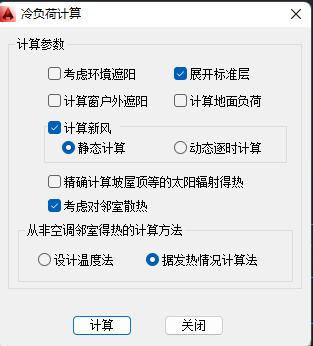 冷负荷计算
计算参数
考虑环境遮阳 展开标准层
计算窗户外遮阳 计算地面负荷
计算新风
静态计算 动态逐时计算
精确计算坡屋顶等的太阳辐射得热
考虑对邻室散热
从非空调邻室得热的计算方法
设计温度法 据发热情况计算法
计算 关闭